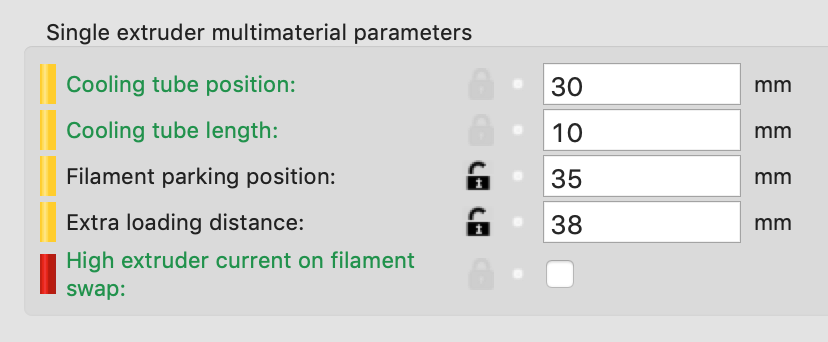 Single extruder multimaterial parameters
Cooling tube position: 30 mm
Cooling tube length: 10 mm
Filament parking position: 35 mm
Extra loading distance: 38 mm
High extruder current on filament
swap: